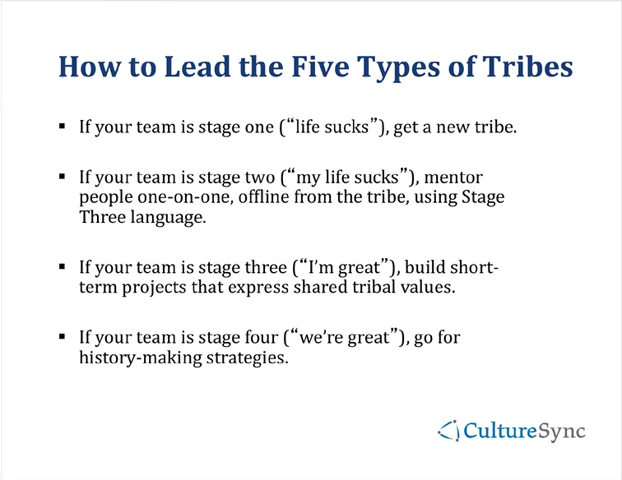 How to Lead the Five Types of Tribes
▪ If your team is stage one (“life sucks”), get a new tribe.
▪ If your team is stage two (“my life sucks”), mentor
people one-on-one, offline from the tribe, using Stage
Three language.
▪ If your team is stage three (“I’m great”), build short-
term projects that express shared tribal values.
▪ If your team is stage four (“we’re great”), go for
history-making strategies.
CultureSync